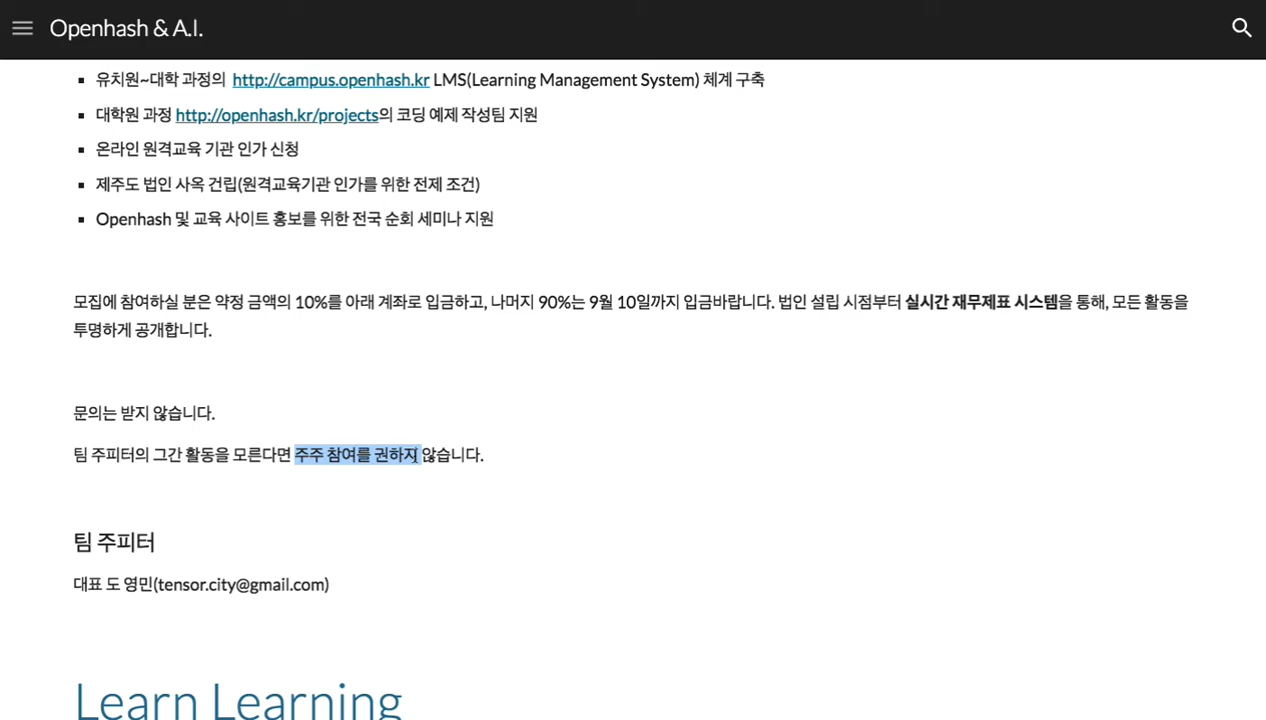 Openhash & A.I.
유치원~대학 과정의 http://campus.openhash.kr LMS(Learning Management System) 체계 구축
대학원 과정 http://openhash.kr/projects의 코딩 예제 작성팀 지원
온라인 원격교육 기관 인가 신청
제주도 법인 사옥 건립(원격교육기관 인가를 위한 전제 조건)
Openhash 및 교육 사이트 홍보를 위한 전국 순회 세미나 지원
모집에 참여하실 분은 약정 금액의 10%를 아래 계좌로 입금하고, 나머지 90%는 9월 10일까지 입금바랍니다. 법인 설립 시점부터 실시간 재무제표 시스템을 통해, 모든 활동을
투명하게 공개합니다.
문의는 받지 않습니다.
팀 주피터의 그간 활동을 모른다면 주주 참여를 권하지 않습니다.
팀 주피터
대표 도 영민(tensor.city@gmail.com)
Learn Learning